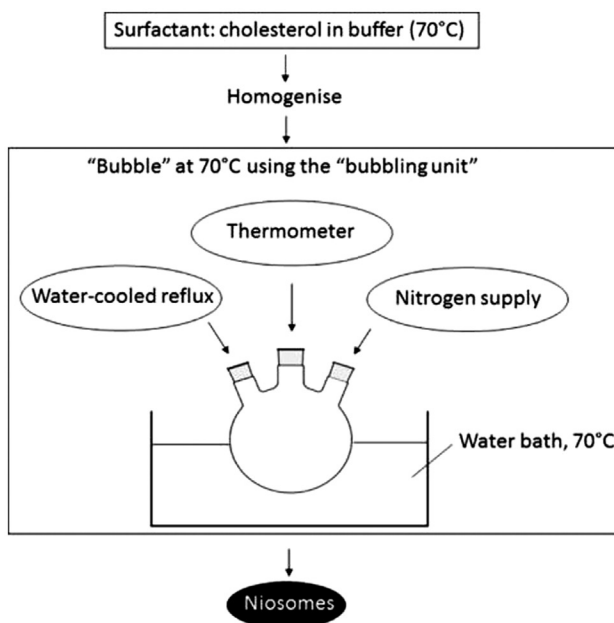 Surfactant: cholesterol in buffer (70°C)
Homogenise
“Bubble” at 70°C using the “bubbling unit”
Thermometer
Water-cooled reflux
Nitrogen supply
Water bath, 70°C
Niosomes